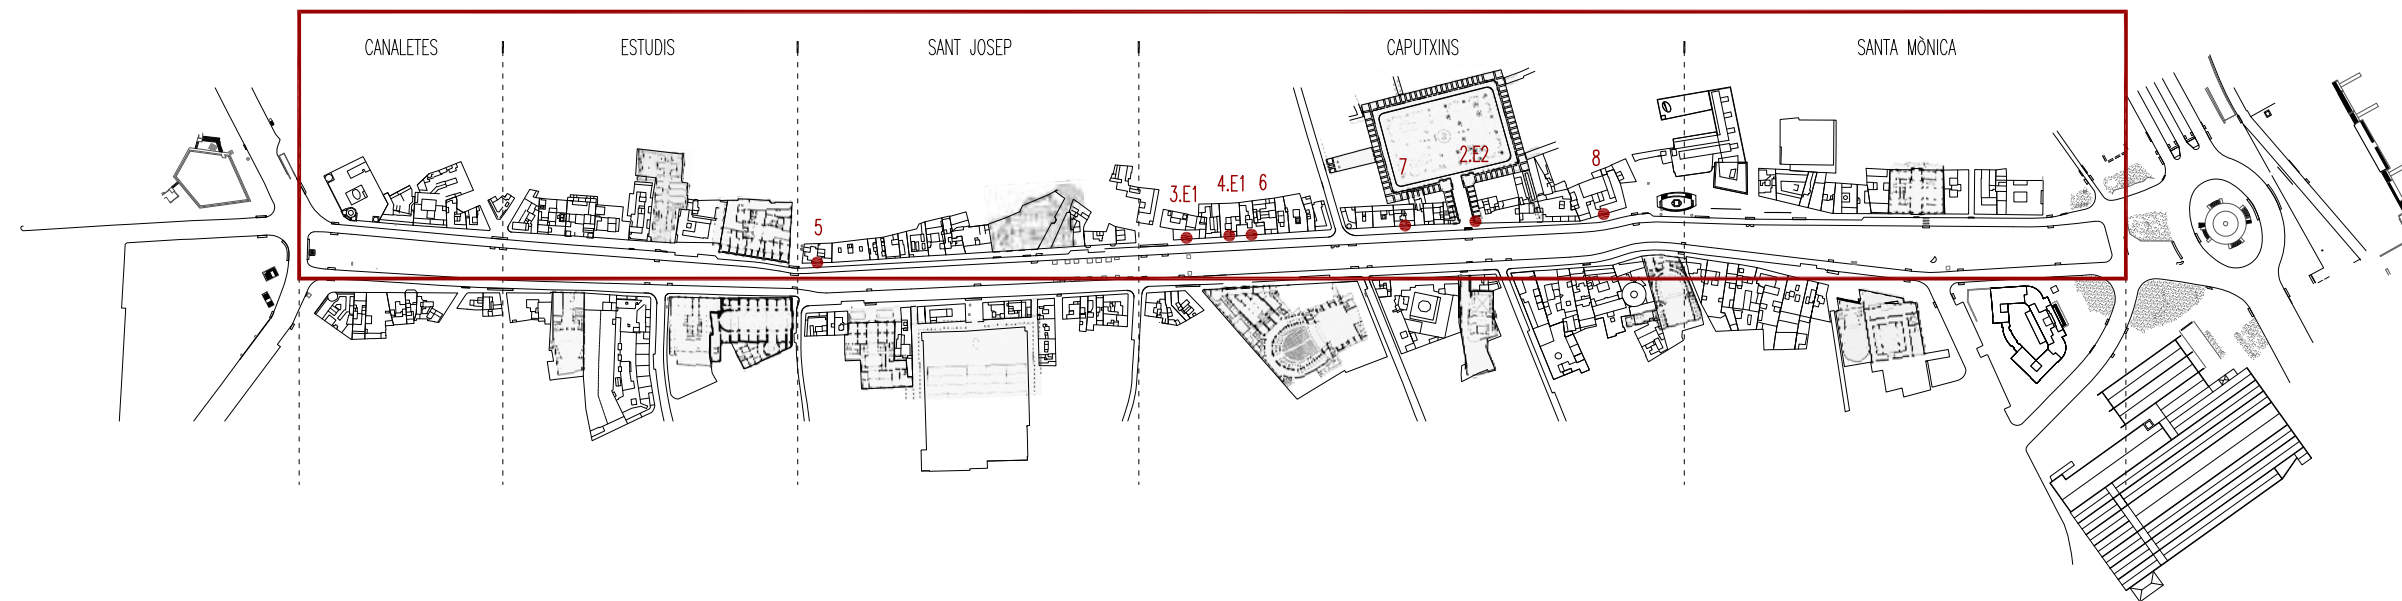 CANALETES
ESTUDIS
SANT JOSEP
CAPUTXINS
SANTA MÒNICA
5
3.E1
4.E1
6
7
2.E2
8